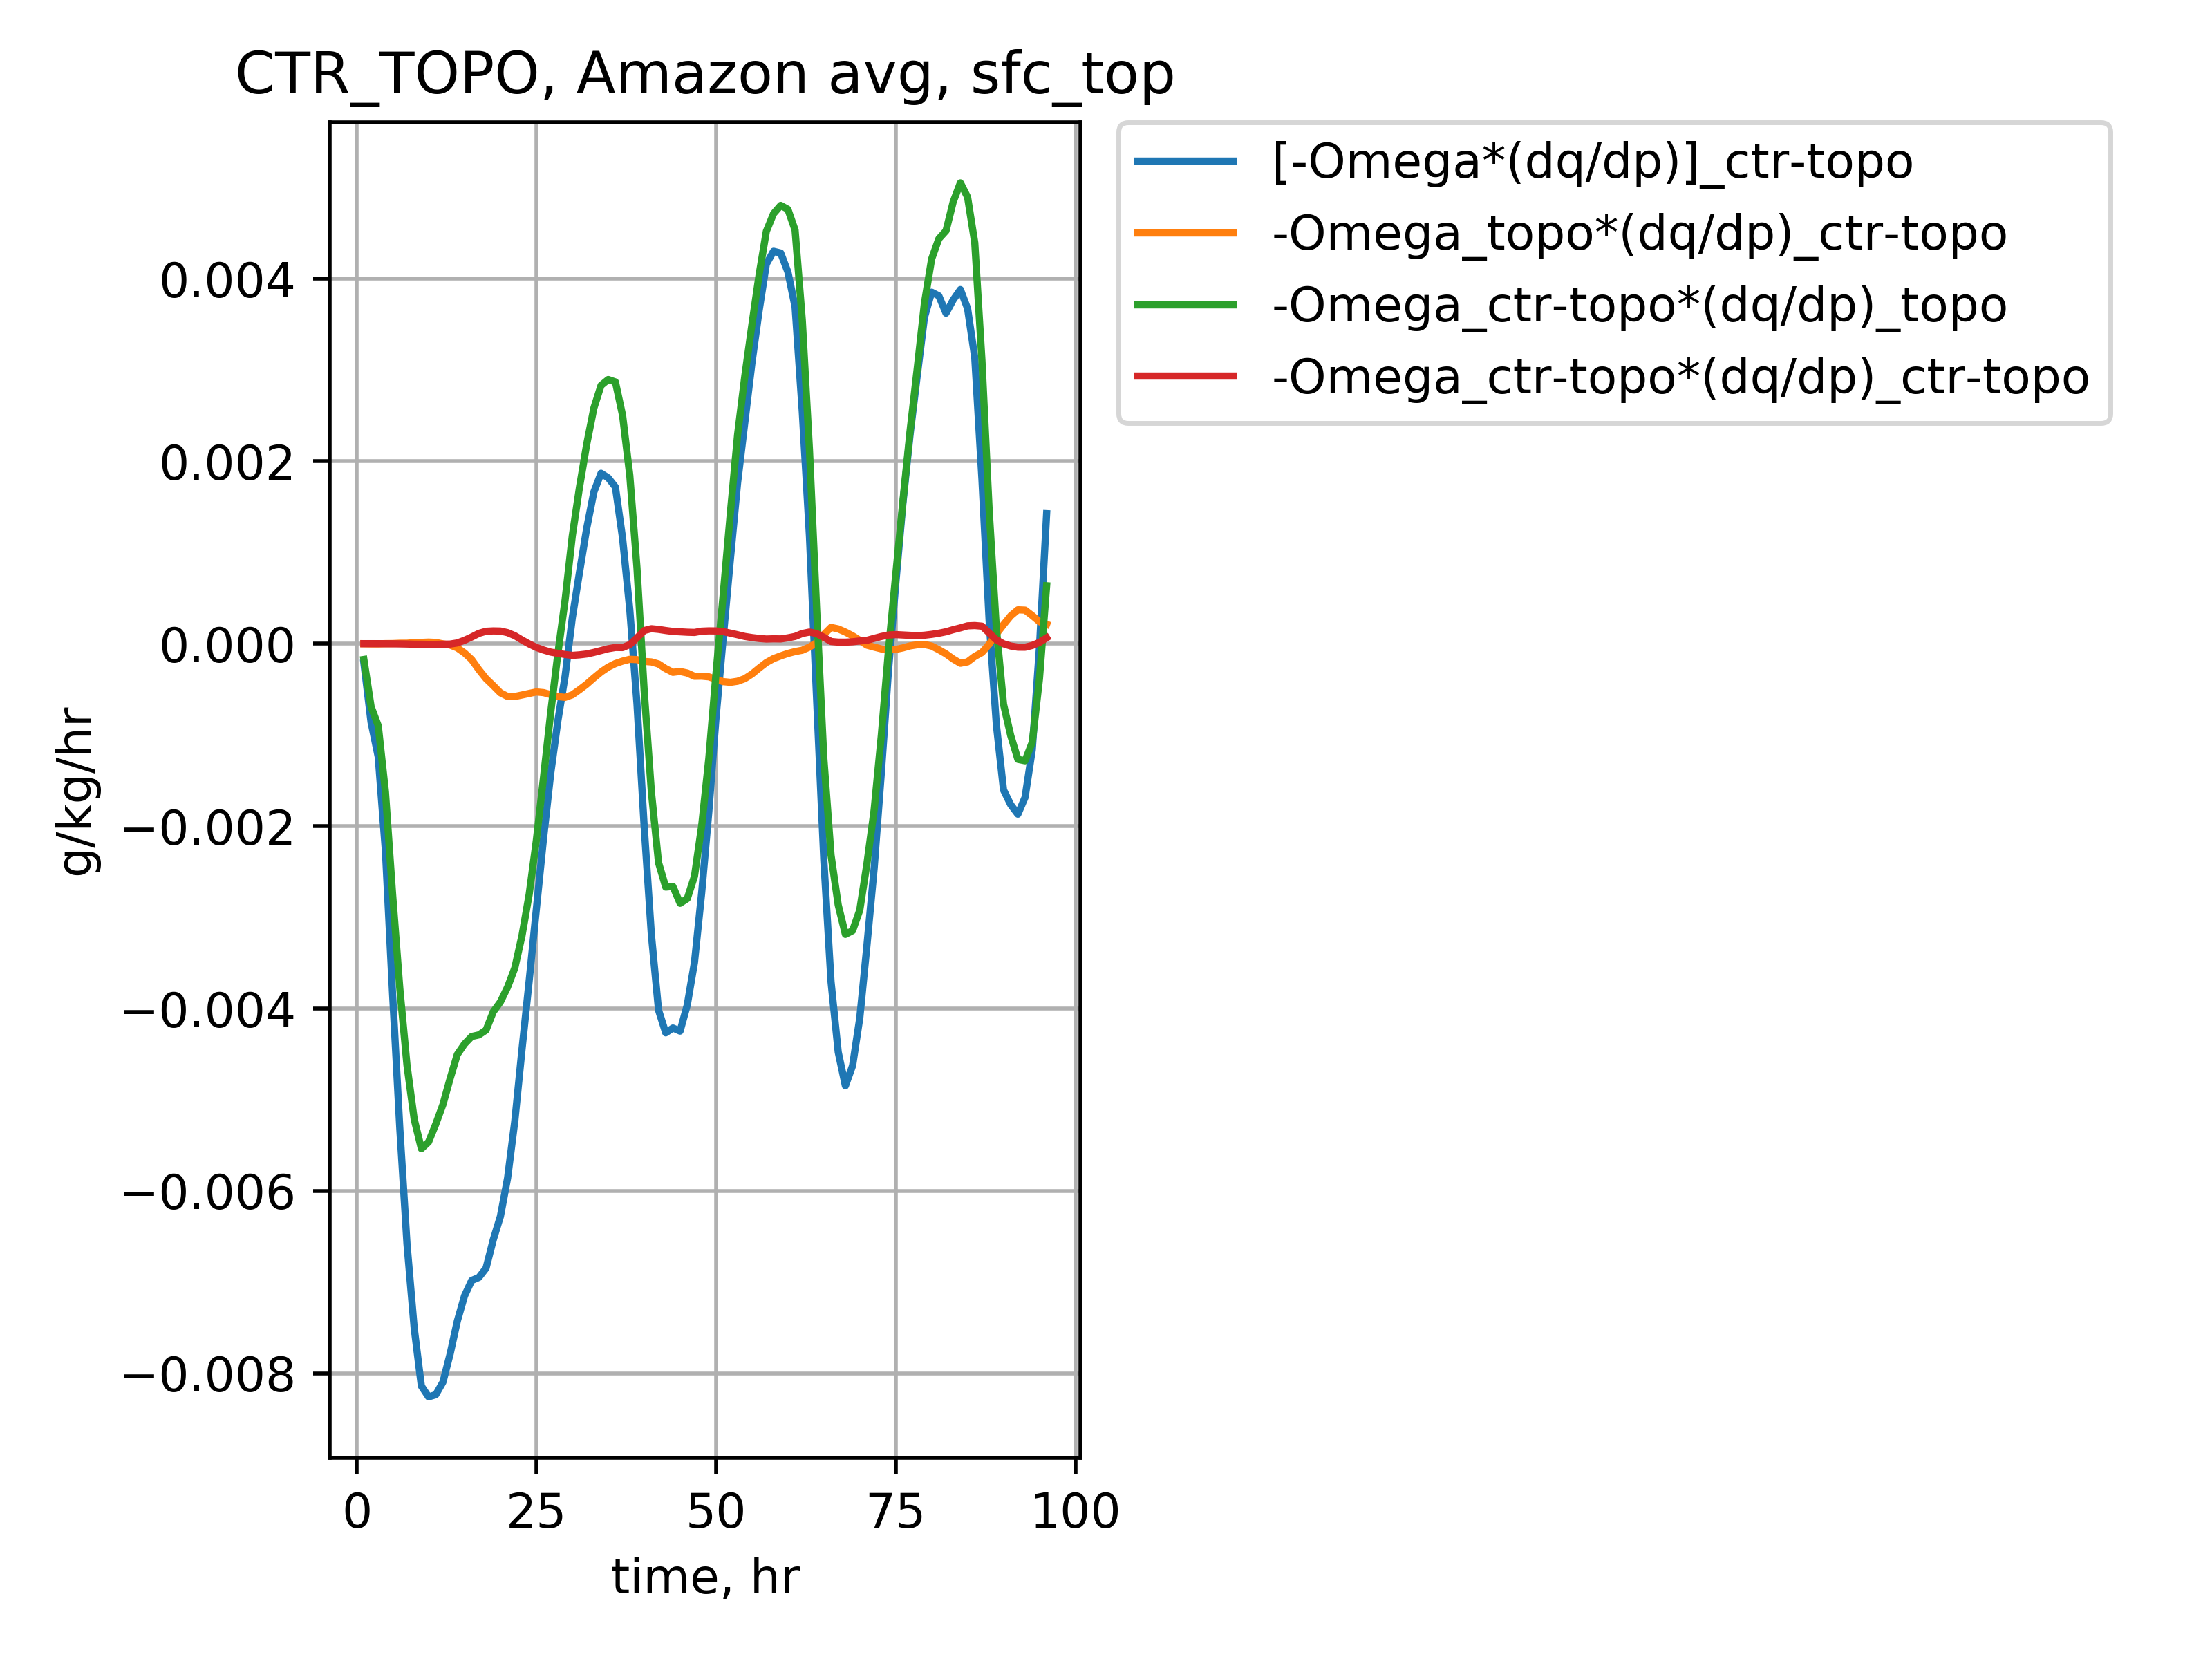 CTR_TOPO, Amazon avg, sfc_top
[-Omega*(dq/dp)]_ctr-topo
-Omega_topo*(dq/dp)_ctr-topo
-Omega_ctr-topo*(dq/dp)_topo
-Omega_ctr-topo*(dq/dp)_ctr-topo
g/kg/hr
0.004
0.002
0.000
−0.002
−0.004
−0.006
−0.008
0 25 50 75 100
time, hr